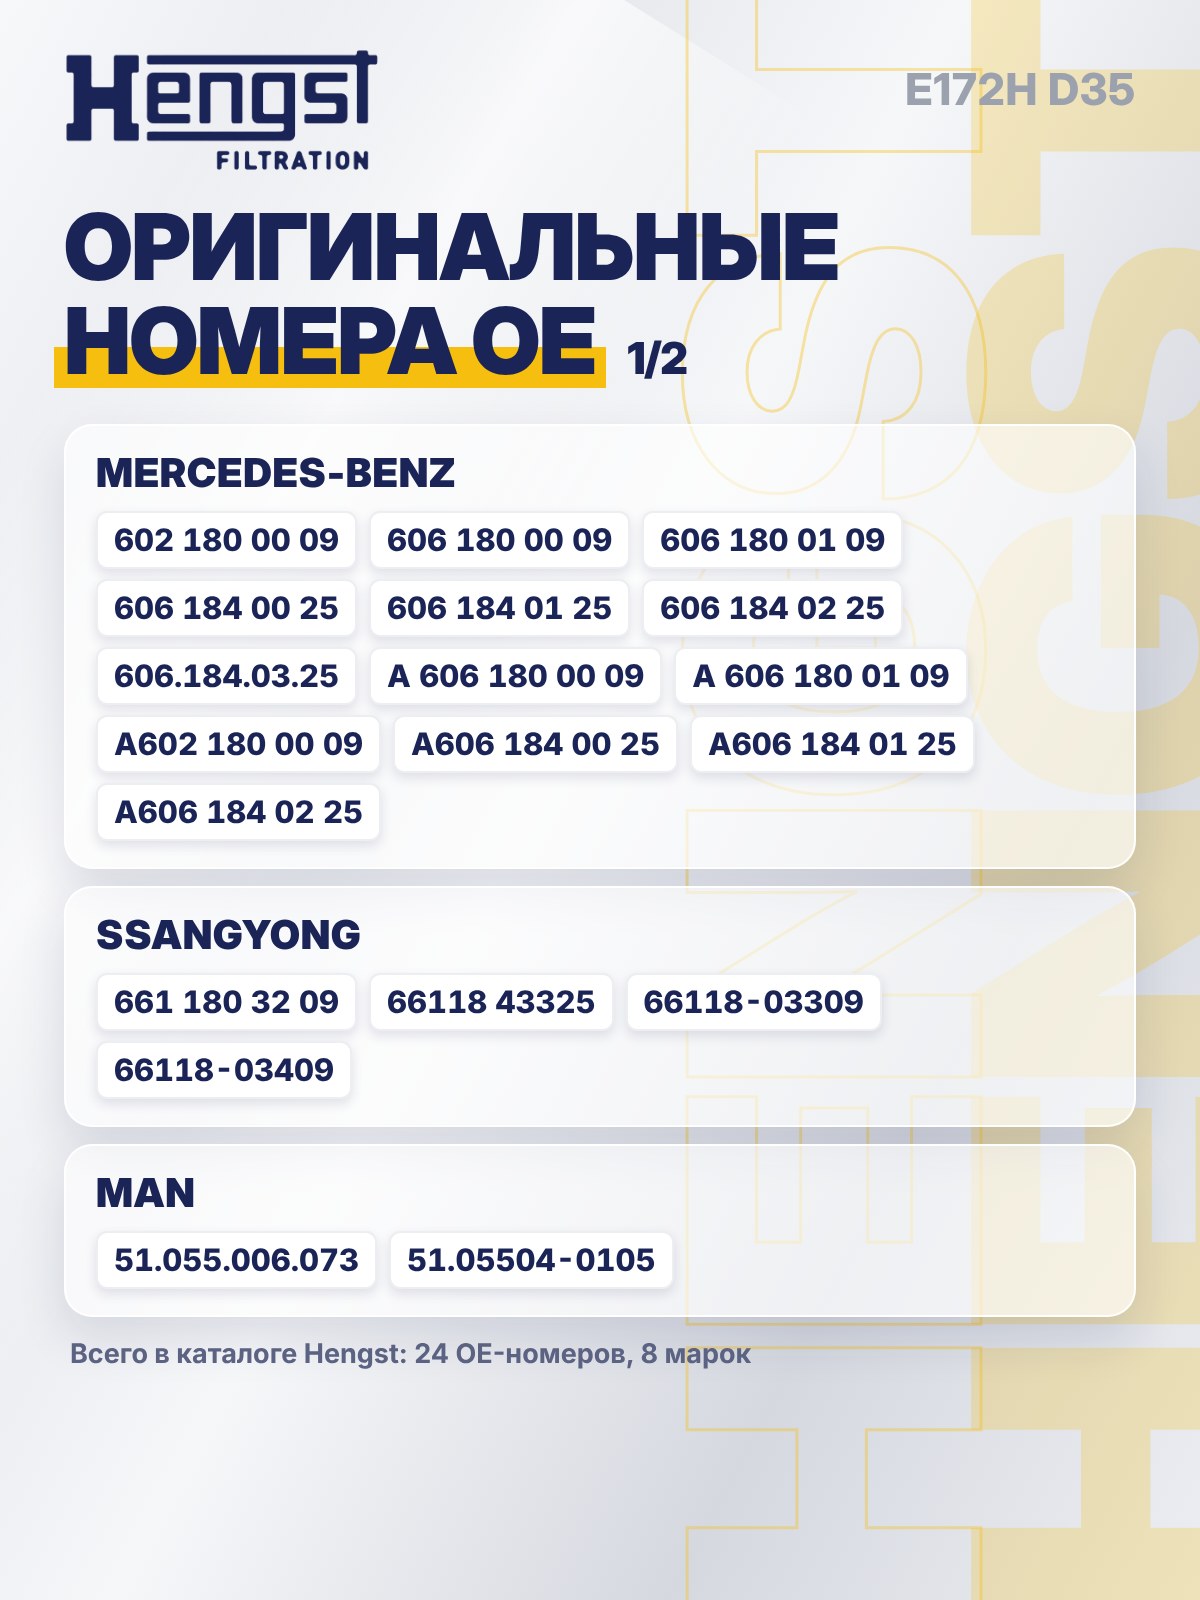 Hengst
FILTRATION
E172H D35
ОРИГИНАЛЬНЫЕ
НОМЕРА OE 1/2
MERCEDES-BENZ
602 180 00 09 606 180 00 09 606 180 01 09
606 184 00 25 606 184 01 25 606 184 02 25
606.184.03.25 A 606 180 00 09 A 606 180 01 09
A602 180 00 09 A606 184 00 25 A606 184 01 25
A606 184 02 25
SSANGYONG
661 180 32 09 66118 43325 66118-03309
66118-03409
MAN
51.055.006.073 51.05504-0105
Всего в каталоге Hengst: 24 OE-номеров, 8 марок
HENGST
HENGST